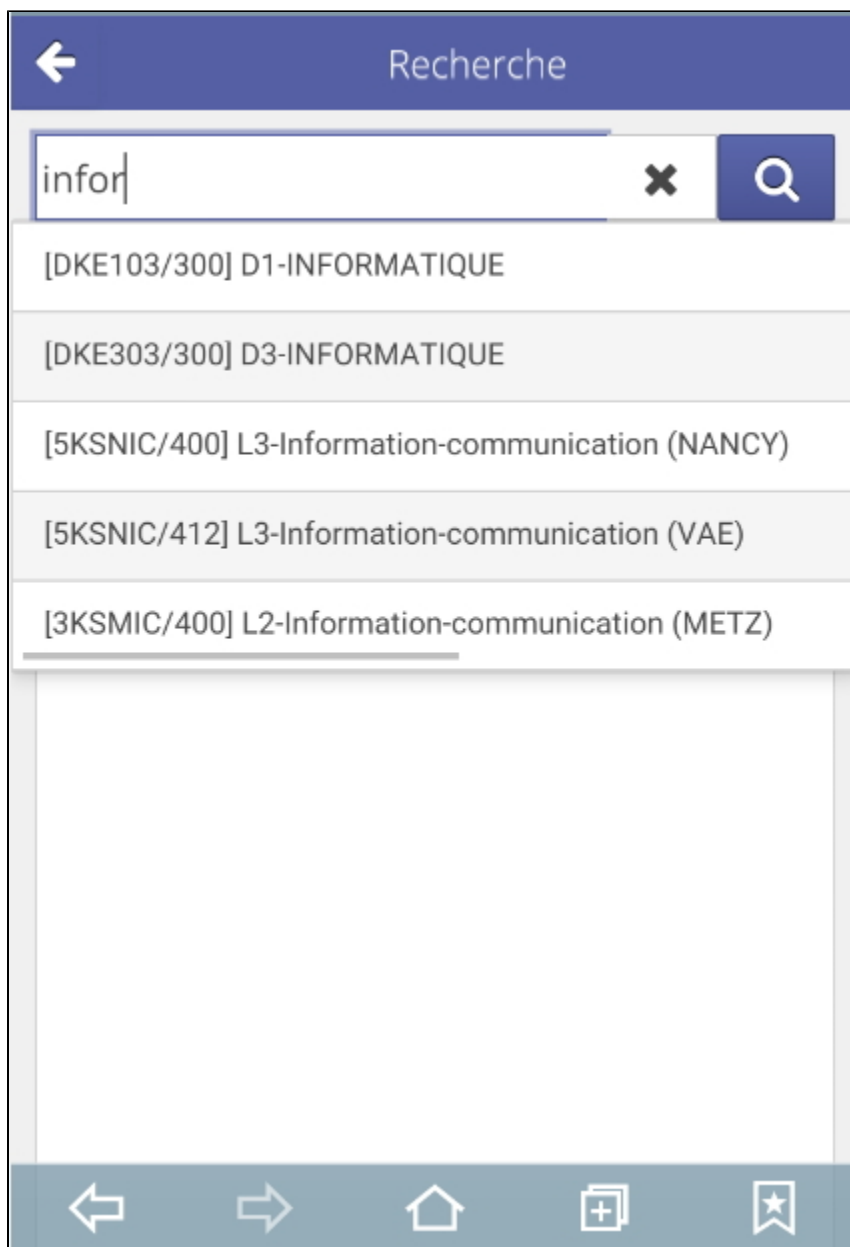 Recherche
infor
[DKE103/300] D1-INFORMATIQUE
[DKE303/300] D3-INFORMATIQUE
[5KSNIC/400] L3-Information-communication (NANCY)
[5KSNIC/412] L3-Information-communication (VAE)
[3KSMIC/400] L2-Information-communication (METZ)